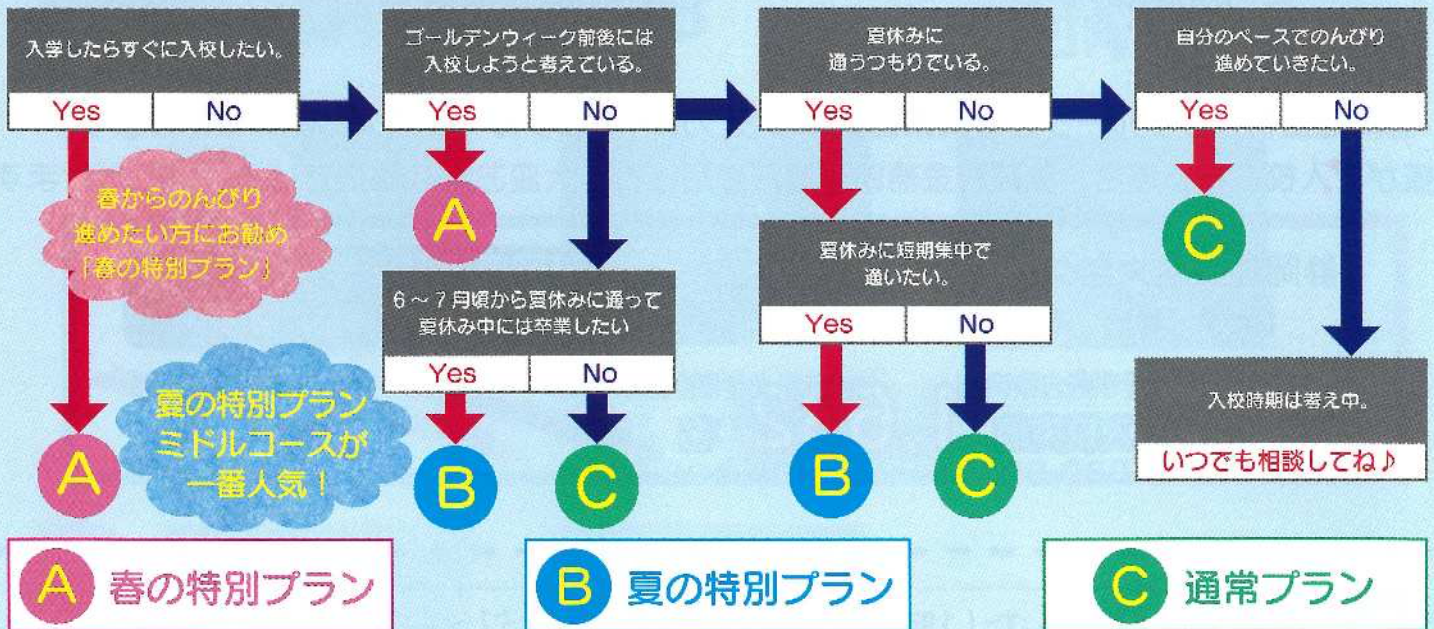 入学したらすぐに入校したい。
Yes
No
ゴールデンウィーク前後には
入校しようと考えている。
Yes
No
夏休みに
通うつもりでいる。
Yes
No
自分のペースでのんびり
進めていきたい。
Yes
No
春からのんびり
進めたい方にお勧め
「春の特別プラン」
A
C
夏休みに短期集中で
通いたい。
Yes
No
6～7月頃から夏休みに通って
夏休み中には卒業したい
Yes
No
夏の特別プラン
ミドルコースが
一番人気！
入校時期は考え中。
いつでも相談してね♪
A
B
C
B
C
A 春の特別プラン
B 夏の特別プラン
C 通常プラン